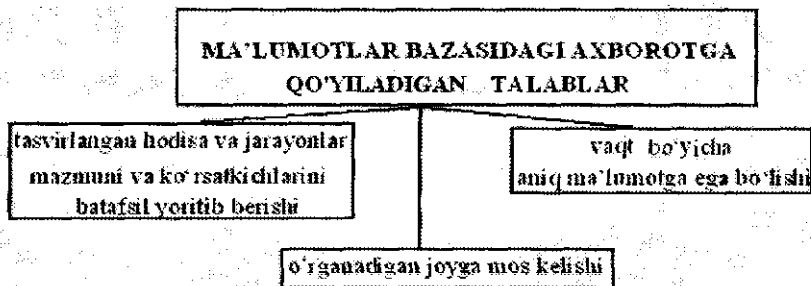 MA'LUMOTLAR BAZASIDAGI AXBOROTGA
QO'YILADIGAN TALABLAR
tasvirlangan hodisa va jarayonlar
mazmuni va ko'rsatkichlarini
batafsil yoritib berishi
vaqt bo'yicha
aniq ma'lumotga ega bo'lishi
o'rganadigan joyga mos kelishi